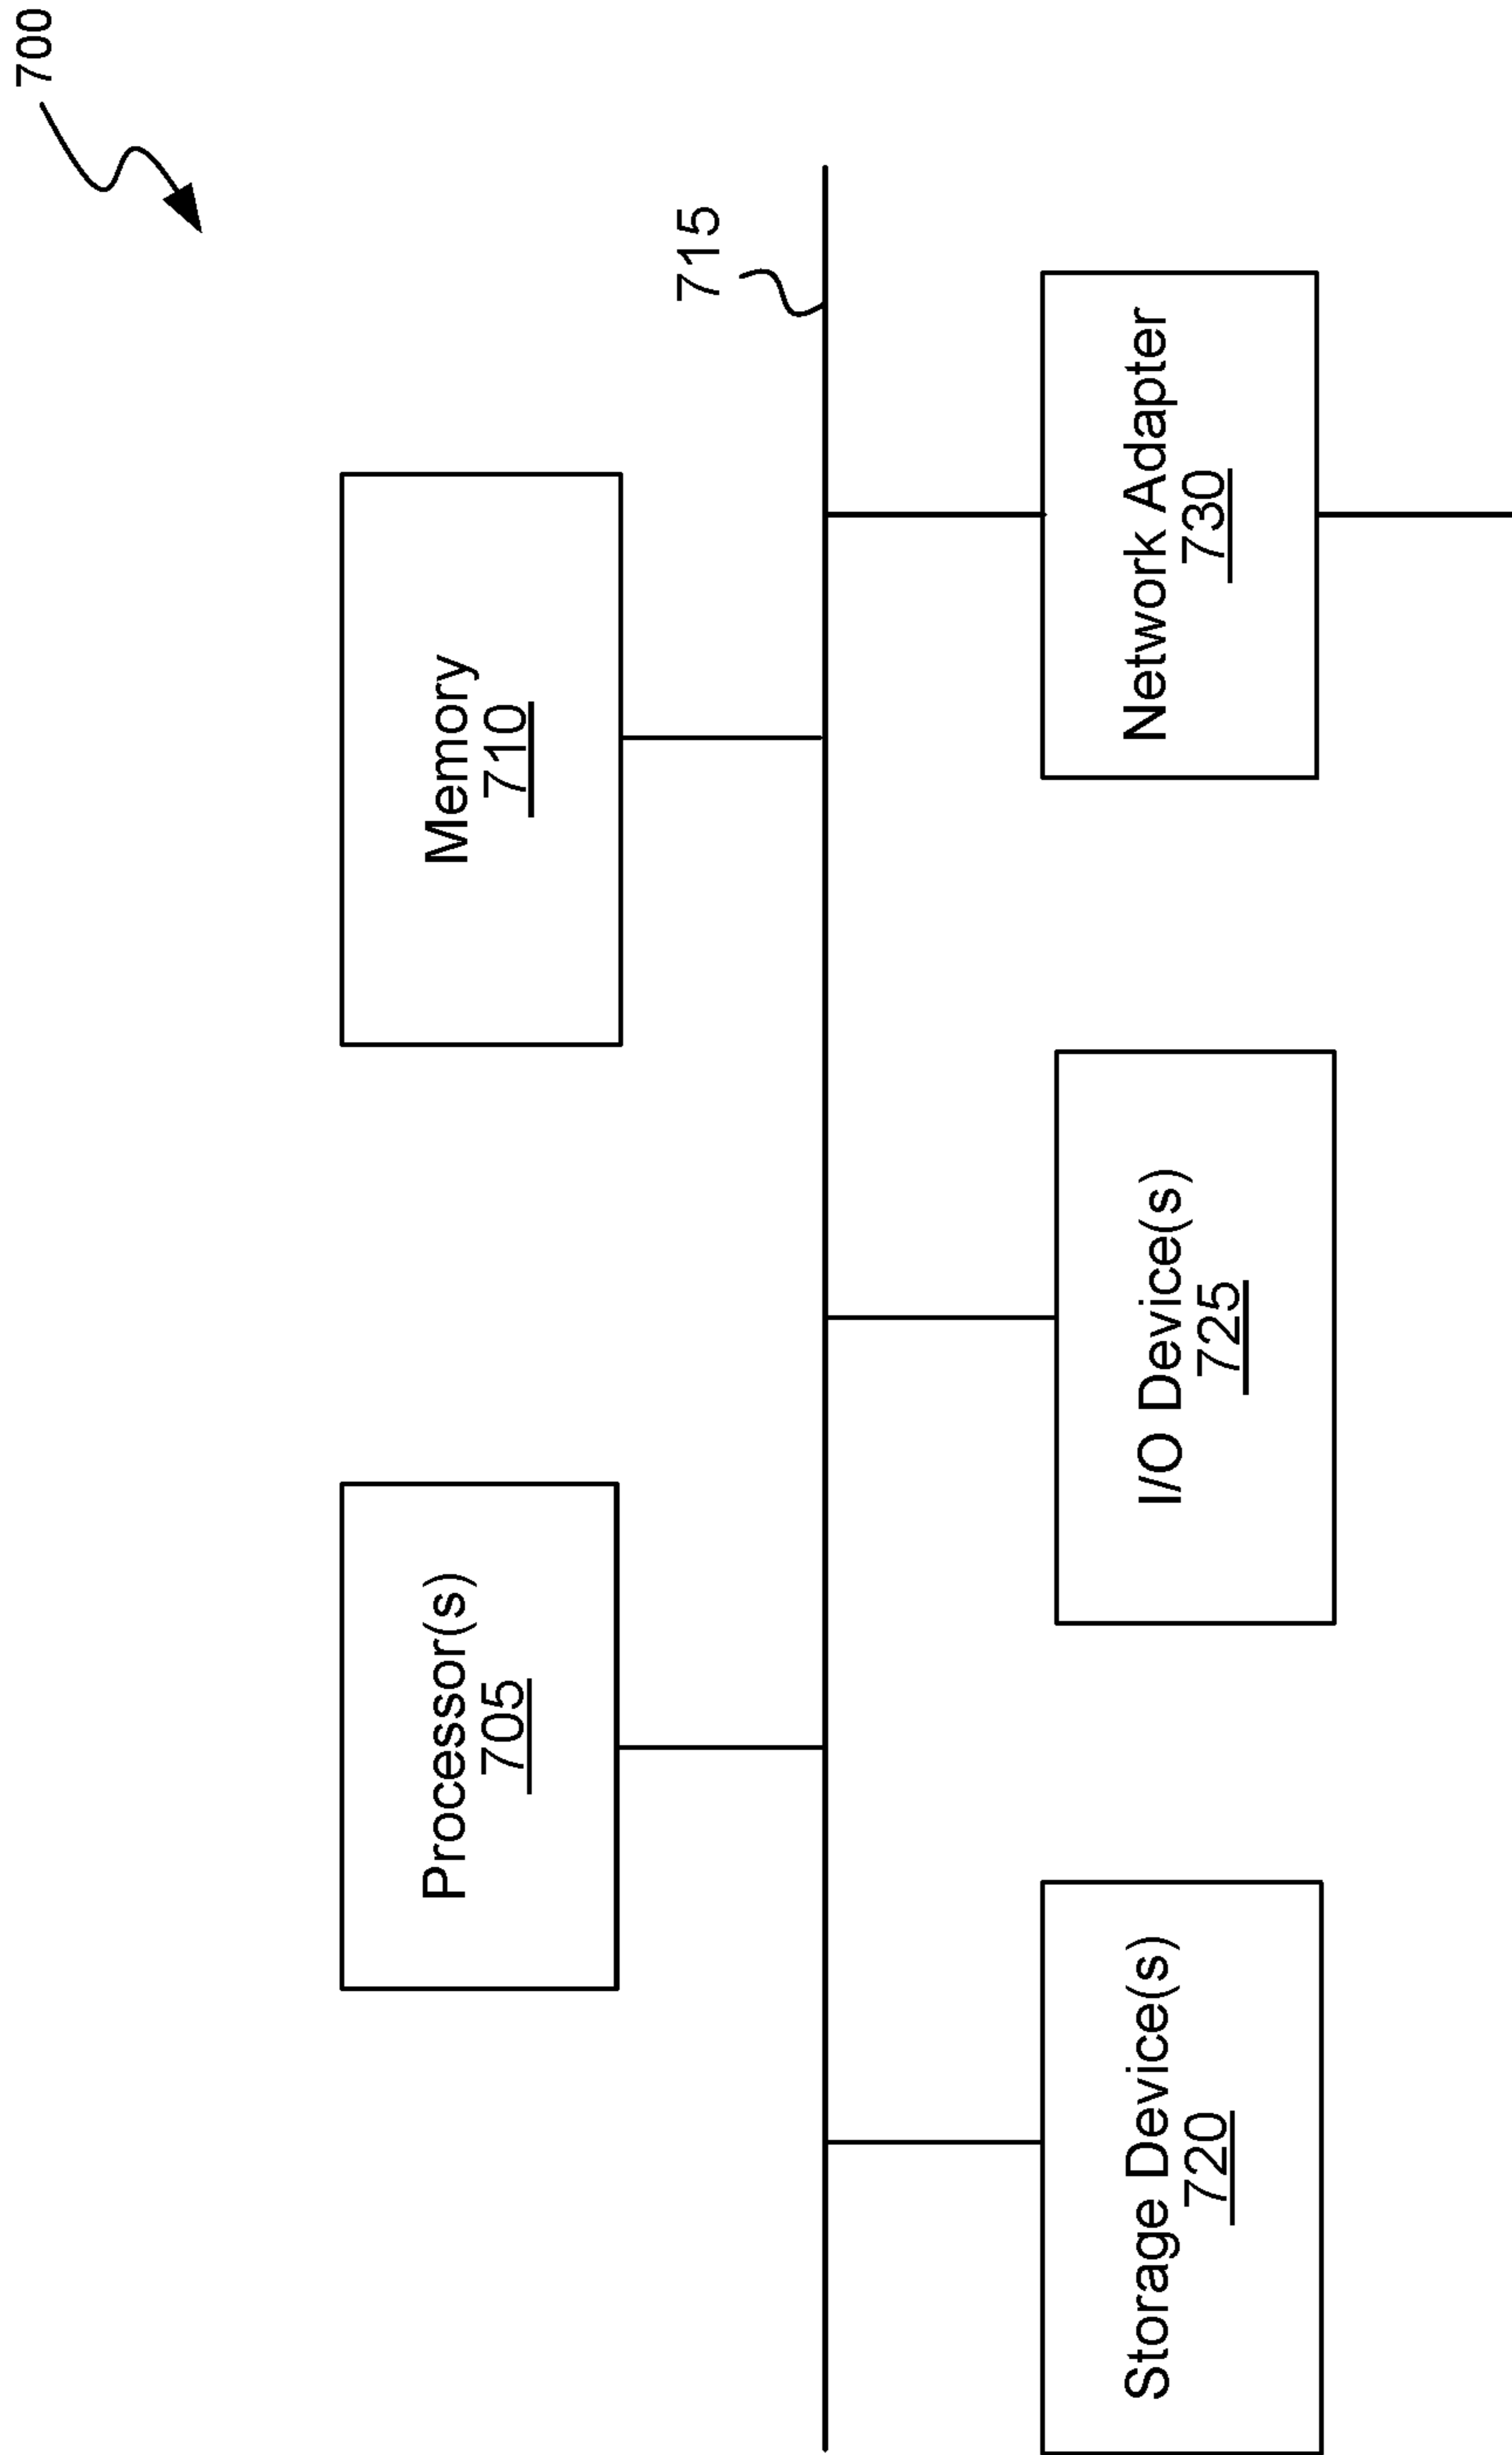 700
Processor(s)
705
Memory
710
715
Storage Device(s)
720
I/O Device(s)
725
Network Adapter
730